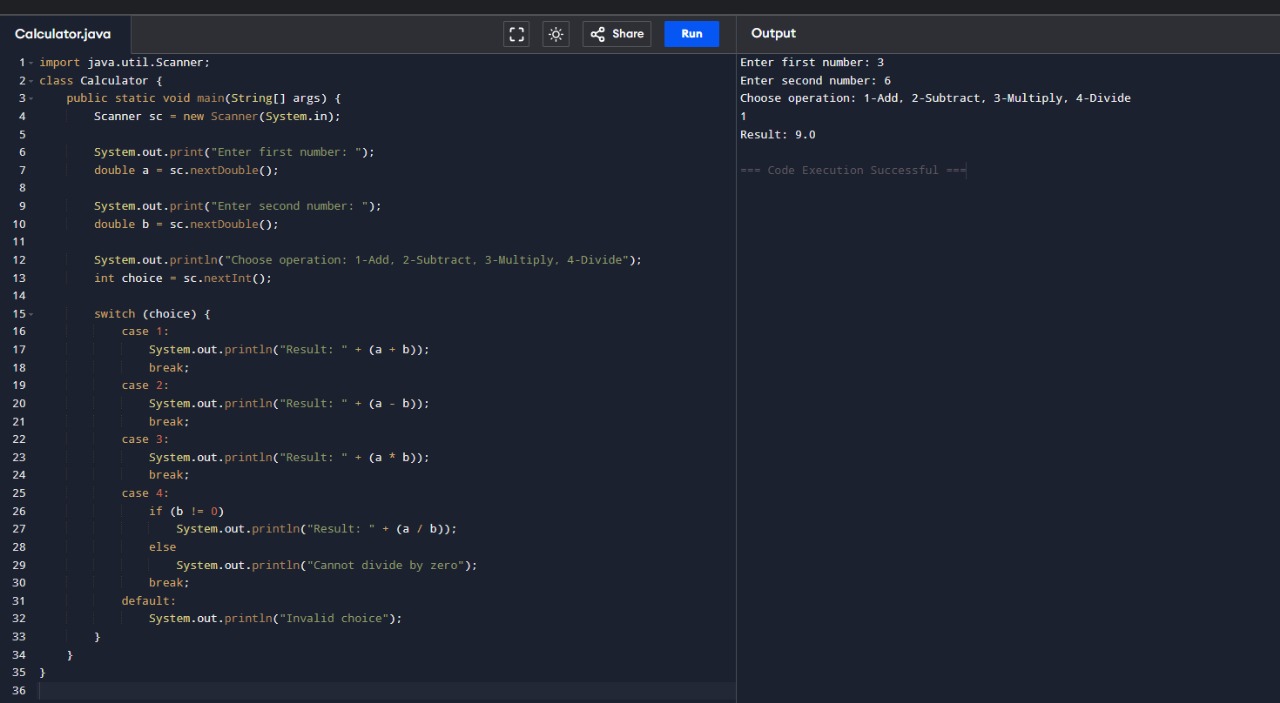 Calculator.java
Share
Run
Output
1 import java.util.Scanner;
2 class Calculator {
3     public static void main(String[] args) {
4         Scanner sc = new Scanner(System.in);
5
6         System.out.print("Enter first number: ");
7         double a = sc.nextDouble();
8
9         System.out.print("Enter second number: ");
10         double b = sc.nextDouble();
11
12         System.out.println("Choose operation: 1-Add, 2-Subtract, 3-Multiply, 4-Divide");
13         int choice = sc.nextInt();
14
15         switch (choice) {
16             case 1:
17                 System.out.println("Result: " + (a + b));
18                 break;
19             case 2:
20                 System.out.println("Result: " + (a - b));
21                 break;
22             case 3:
23                 System.out.println("Result: " + (a * b));
24                 break;
25             case 4:
26                 if (b != 0)
27                     System.out.println("Result: " + (a / b));
28                 else
29                     System.out.println("Cannot divide by zero");
30                 break;
31             default:
32                 System.out.println("Invalid choice");
33         }
34     }
35 }
36
Enter first number: 3
Enter second number: 6
Choose operation: 1-Add, 2-Subtract, 3-Multiply, 4-Divide
1
Result: 9.0
=== Code Execution Successful ===